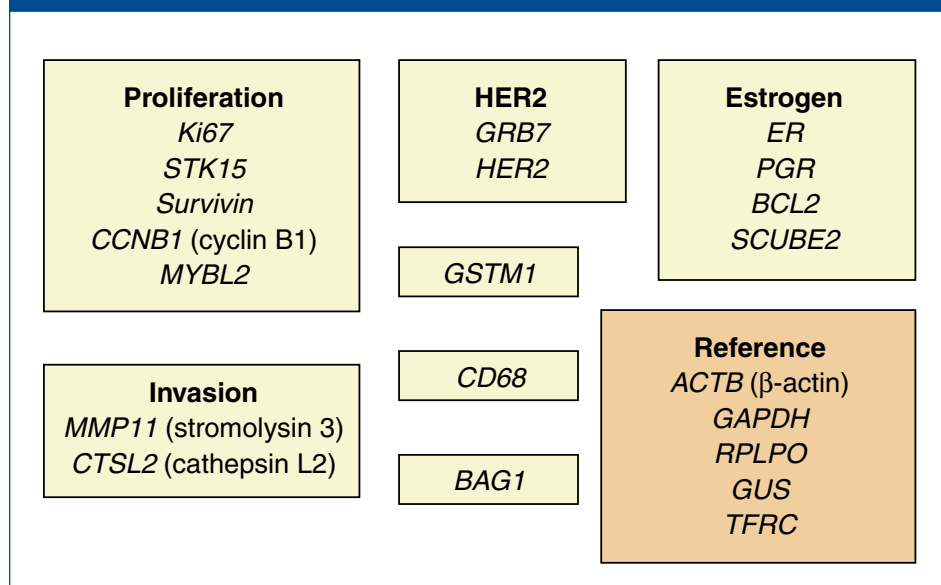 Proliferation
Ki67
STK15
Survivin
CCNB1 (cyclin B1)
MYBL2
HER2
GRB7
HER2
Estrogen
ER
PGR
BCL2
SCUBE2
GSTM1
Invasion
MMP11 (stromolysin 3)
CTSL2 (cathepsin L2)
CD68
BAG1
Reference
ACTB (β-actin)
GAPDH
RPLPO
GUS
TFRC